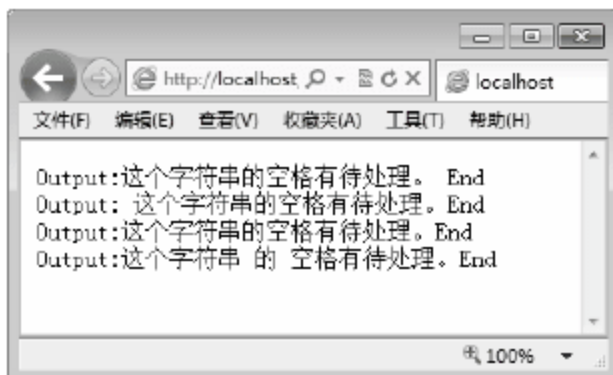 http://localhost
localhost
文件(F) 编辑(E) 查看(V) 收藏夹(A) 工具(T) 帮助(H)
Output:这个字符串的空格有待处理。 End
Output: 这个字符串的空格有待处理。End
Output:这个字符串的空格有待处理。End
Output:这个字符串 的 空格有待处理。End
100%